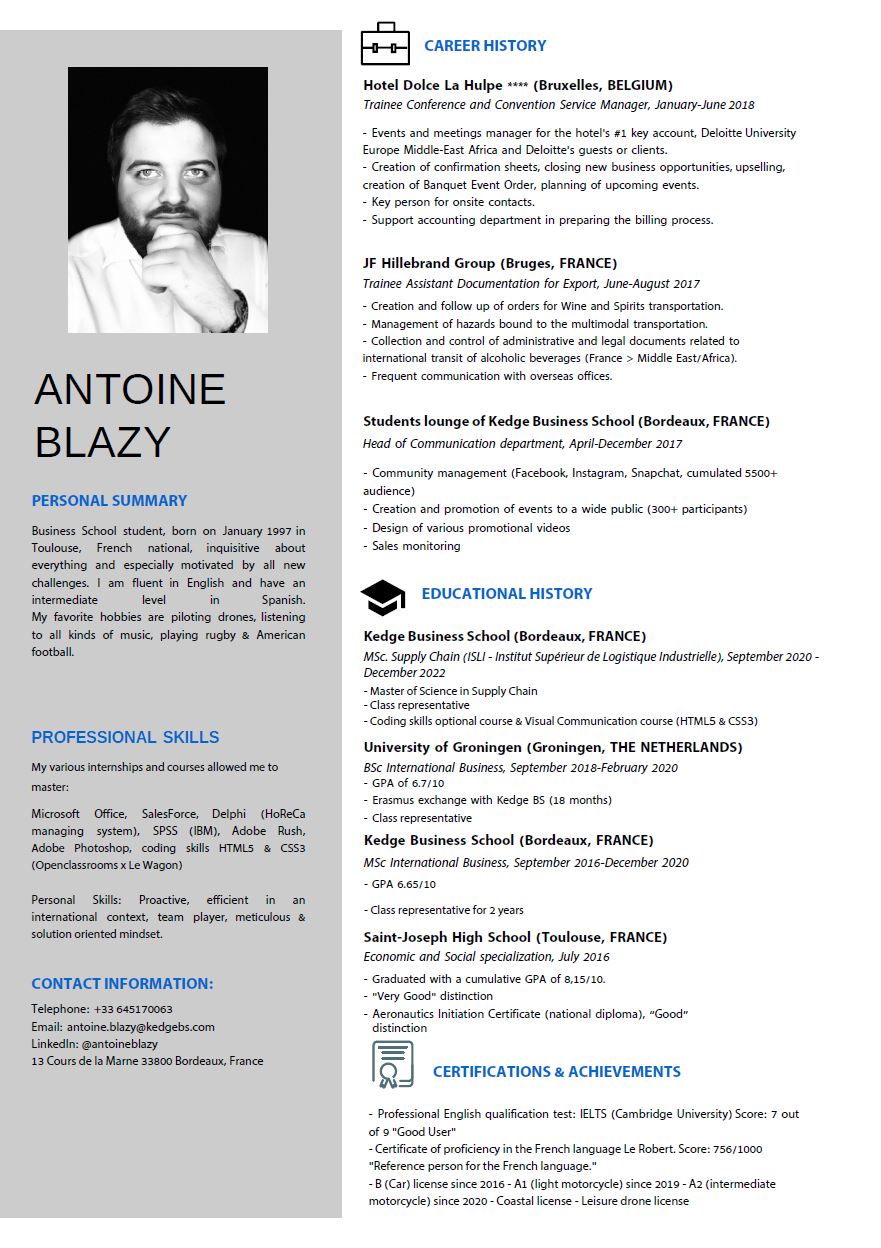 ANTOINE
BLAZY
PERSONAL SUMMARY
Business School student, born on January 1997 in
Toulouse, French national, inquisitive about
everything and especially motivated by all new
challenges. I am fluent in English and have an
intermediate level in Spanish.
My favorite hobbies are piloting drones, listening
to all kinds of music, playing rugby & American
football.
PROFESSIONAL SKILLS
My various internships and courses allowed me to
master:
Microsoft Office, SalesForce, Delphi (HoReCa
managing system), SPSS (IBM), Adobe Rush,
Adobe Photoshop, coding skills HTML5 & CSS3
(Openclassrooms x Le Wagon)
Personal Skills: Proactive, efficient in an
international context, team player, meticulous &
solution oriented mindset.
CONTACT INFORMATION:
Telephone: +33 645170063
Email: antoine.blazy@kedgebs.com
LinkedIn: @antoineblazy
13 Cours de la Marne 33800 Bordeaux, France
CAREER HISTORY
Hotel Dolce La Hulpe **** (Bruxelles, BELGIUM)
Trainee Conference and Convention Service Manager, January-June 2018
- Events and meetings manager for the hotel's #1 key account, Deloitte University
Europe Middle-East Africa and Deloitte's guests or clients.
- Creation of confirmation sheets, closing new business opportunities, upselling,
creation of Banquet Event Order, planning of upcoming events.
- Key person for onsite contacts.
- Support accounting department in preparing the billing process.
JF Hillebrand Group (Bruges, FRANCE)
Trainee Assistant Documentation for Export, June-August 2017
- Creation and follow up of orders for Wine and Spirits transportation.
- Management of hazards bound to the multimodal transportation.
- Collection and control of administrative and legal documents related to
international transit of alcoholic beverages (France > Middle East/Africa).
- Frequent communication with overseas offices.
Students lounge of Kedge Business School (Bordeaux, FRANCE)
Head of Communication department, April-December 2017
- Community management (Facebook, Instagram, Snapchat, cumulated 5500+
audience)
- Creation and promotion of events to a wide public (300+ participants)
- Design of various promotional videos
- Sales monitoring
EDUCATIONAL HISTORY
Kedge Business School (Bordeaux, FRANCE)
MSc. Supply Chain (ISLI - Institut Supérieur de Logistique Industrielle), September 2020 -
December 2022
- Master of Science in Supply Chain
- Class representative
- Coding skills optional course & Visual Communication course (HTML5 & CSS3)
University of Groningen (Groningen, THE NETHERLANDS)
BSc International Business, September 2018-February 2020
- GPA of 6.7/10
- Erasmus exchange with Kedge BS (18 months)
- Class representative
Kedge Business School (Bordeaux, FRANCE)
MSc International Business, September 2016-December 2020
- GPA 6.65/10
- Class representative for 2 years
Saint-Joseph High School (Toulouse, FRANCE)
Economic and Social specialization, July 2016
- Graduated with a cumulative GPA of 8,15/10.
- "Very Good" distinction
- Aeronautics Initiation Certificate (national diploma), “Good”
distinction
CERTIFICATIONS & ACHIEVEMENTS
- Professional English qualification test: IELTS (Cambridge University) Score: 7 out
of 9 "Good User"
- Certificate of proficiency in the French language Le Robert. Score: 756/1000
"Reference person for the French language."
- B (Car) license since 2016 - A1 (light motorcycle) since 2019 - A2 (intermediate
motorcycle) since 2020 - Coastal license - Leisure drone license